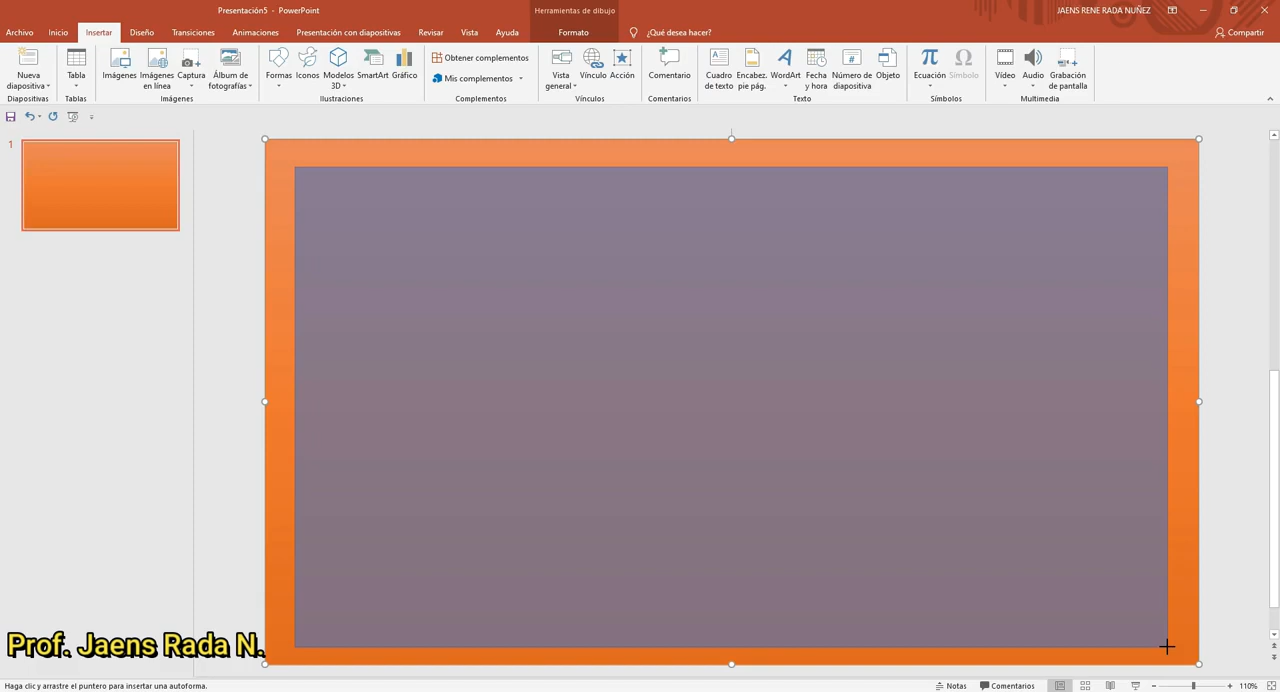 Presentación5 - PowerPoint
Herramientas de dibujo
JAENS RENE RADA NUÑEZ
Archivo Inicio Insertar Diseño Transiciones Animaciones Presentación con diapositivas Revisar Vista Ayuda Formato ¿Qué desea hacer? Compartir
Nueva diapositiva
Tabla
Imágenes
Imágenes en línea
Captura
Álbum de fotografías
Formas
Iconos
Modelos 3D
SmartArt
Gráfico
Obtener complementos
Mis complementos
Vista general
Vínculo
Acción
Comentario
Cuadro de texto
Encabez. pie pág.
WordArt
Fecha y hora
Número de diapositiva
Objeto
Ecuación
Símbolo
Vídeo
Audio
Grabación de pantalla
Diapositivas Tablas Imágenes Ilustraciones Complementos Vínculos Comentarios Texto Símbolos Multimedia
1
Prof. Jaens Rada N.
Haga clic y arrastre el puntero para insertar una autoforma.
Notas Comentarios 110%